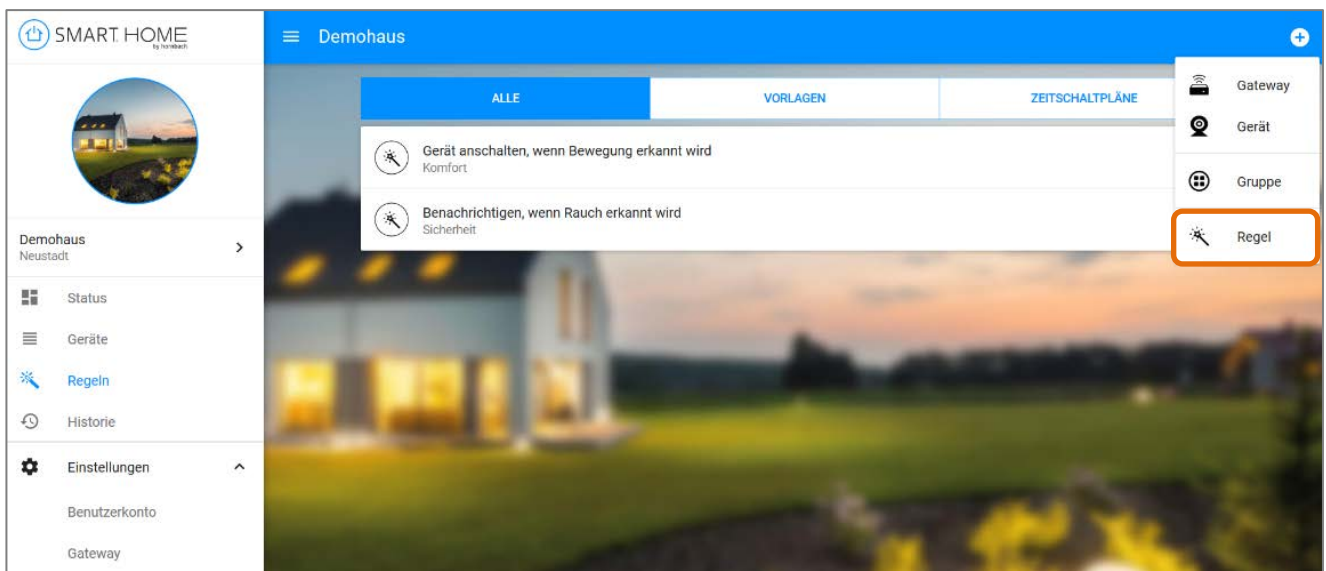 SMART HOME
by hornbach
Demohaus
Neustadt
Status
Geräte
Regeln
Historie
Einstellungen
Benutzerkonto
Gateway
Demohaus
ALLE
VORLAGEN
ZEITSCHALTPLÄNE
Gerät anschalten, wenn Bewegung erkannt wird
Komfort
Benachrichtigen, wenn Rauch erkannt wird
Sicherheit
Gateway
Gerät
Gruppe
Regel